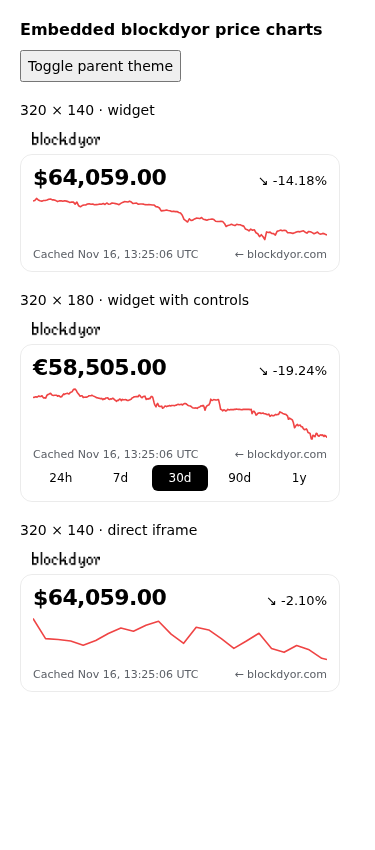 Embedded blockdyor price charts
Toggle parent theme
320 × 140 · widget
blockdyor
$64,059.00 ↘ -14.18%
Cached Nov 16, 13:25:06 UTC ← blockdyor.com
320 × 180 · widget with controls
blockdyor
€58,505.00 ↘ -19.24%
Cached Nov 16, 13:25:06 UTC ← blockdyor.com
24h 7d 30d 90d 1y
320 × 140 · direct iframe
blockdyor
$64,059.00 ↘ -2.10%
Cached Nov 16, 13:25:06 UTC ← blockdyor.com